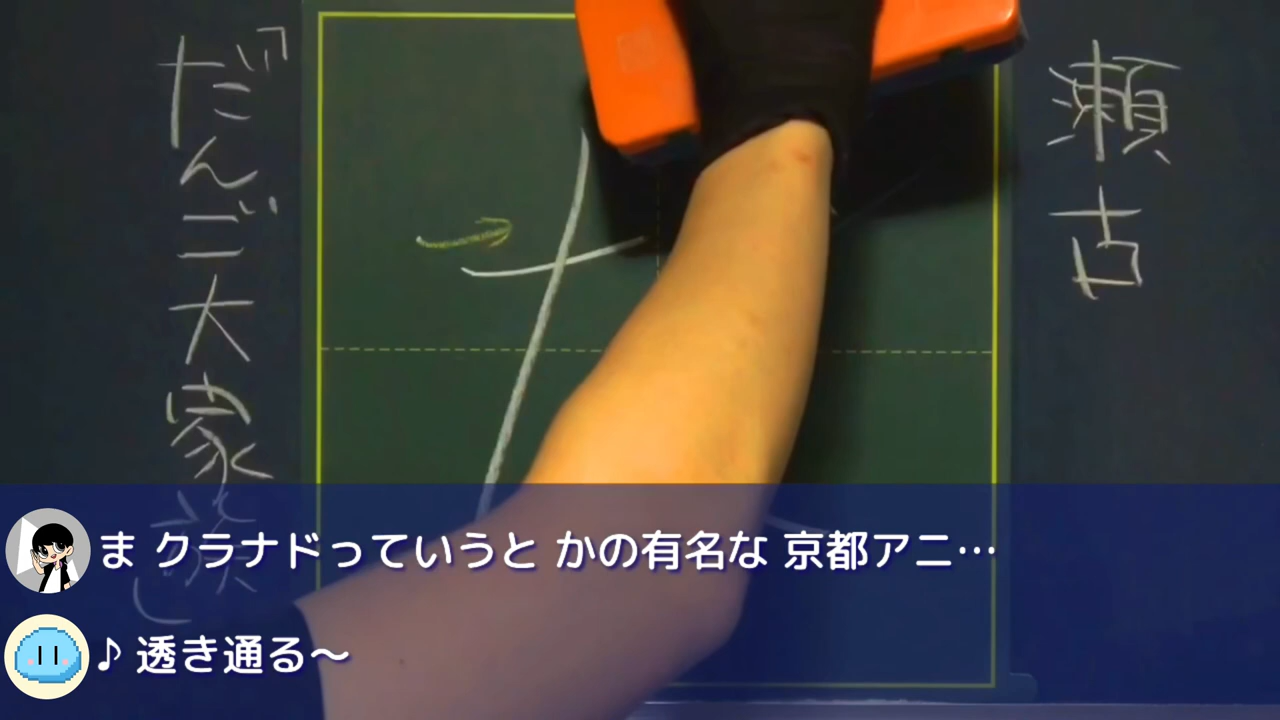 瀬古
『だんご大家族』
ま クラナドっていうと かの有名な 京都アニ…
♪ 透き通る〜